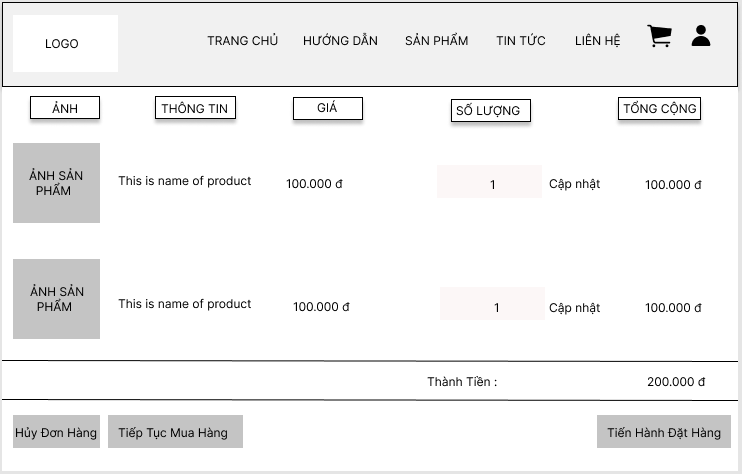 LOGO
TRANG CHỦ HƯỚNG DẪN SẢN PHẨM TIN TỨC LIÊN HỆ
ẢNH THÔNG TIN GIÁ SỐ LƯỢNG TỔNG CỘNG
ẢNH SẢN
PHẨM
This is name of product 100.000 đ 1 Cập nhật 100.000 đ
ẢNH SẢN
PHẨM
This is name of product 100.000 đ 1 Cập nhật 100.000 đ
Thành Tiền : 200.000 đ
Hủy Đơn Hàng Tiếp Tục Mua Hàng Tiến Hành Đặt Hàng